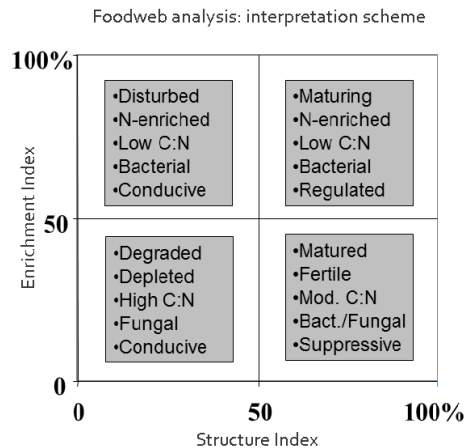 Foodweb analysis: interpretation scheme
100%
•Disturbed
•N-enriched
•Low C:N
•Bacterial
•Conducive
•Maturing
•N-enriched
•Low C:N
•Bacterial
•Regulated
Enrichment Index
50
•Degraded
•Depleted
•High C:N
•Fungal
•Conducive
•Matured
•Fertile
•Mod. C:N
•Bact./Fungal
•Suppressive
0
0 50 100%
Structure Index